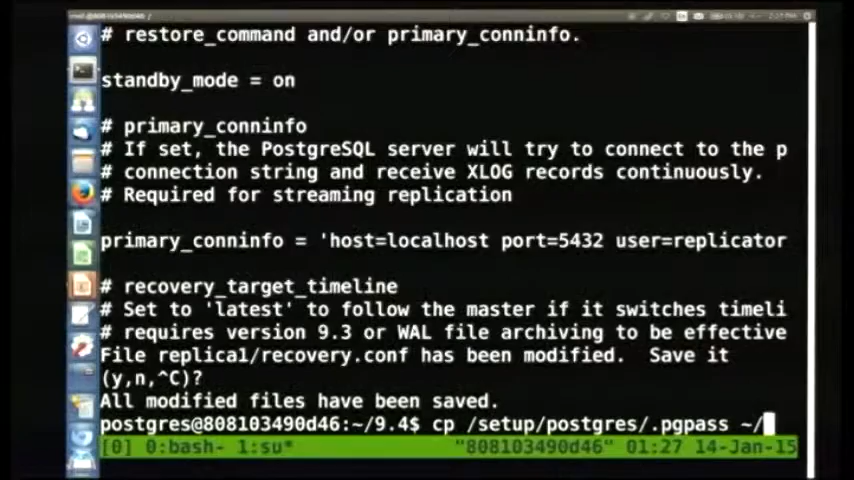 # restore_command and/or primary_conninfo.
standby_mode = on
# primary_conninfo
# If set, the PostgreSQL server will try to connect to the p
# connection string and receive XLOG records continuously.
# Required for streaming replication
primary_conninfo = 'host=localhost port=5432 user=replicator
# recovery_target_timeline
# Set to 'latest' to follow the master if it switches timeli
# requires version 9.3 or WAL file archiving to be effective
File replica1/recovery.conf has been modified.  Save it
(y,n,^C)?
All modified files have been saved.
postgres@808103490d46:~/9.4$ cp /setup/postgres/.pgpass ~/
[0] 0:bash- 1:su* "808103490d46" 01:27 14-Jan-15